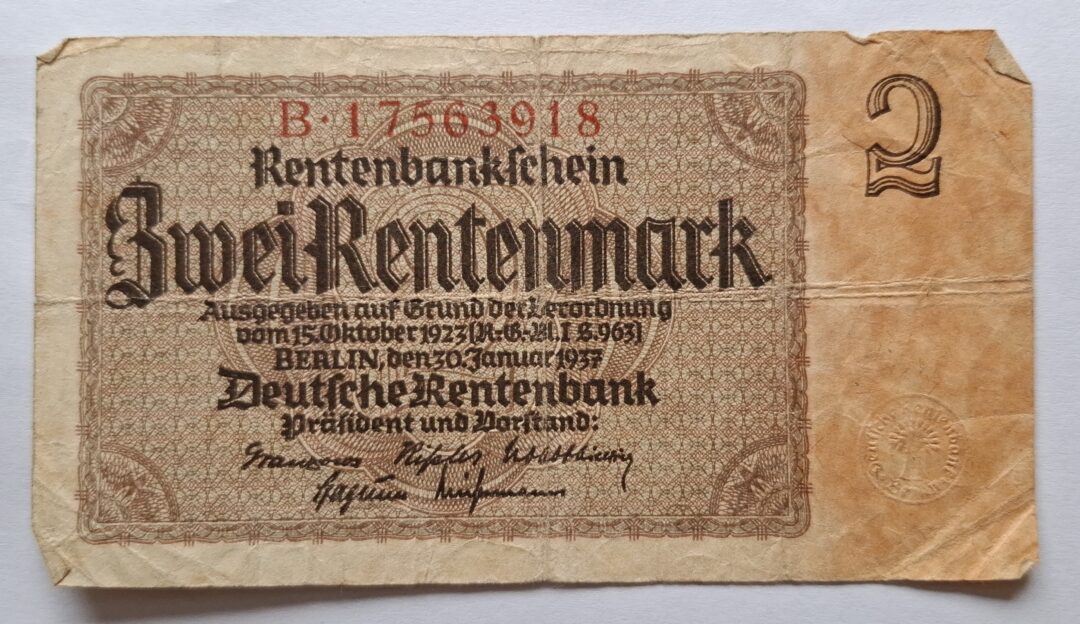 B·17563918
2
Rentenbankschein
Zwei Rentenmark
Ausgegeben auf Grund der Verordnung
vom 15. Oktober 1923 (R.-G.-Bl. I S. 963)
BERLIN, den 30. Januar 1937
Deutsche Rentenbank
Präsident und Vorstand: